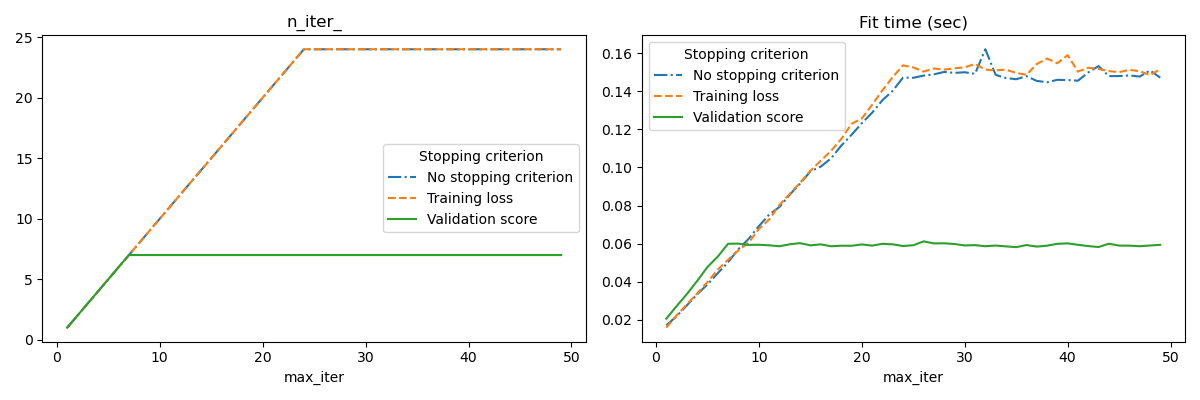 n_iter_
25
20
15
10
5
0
Stopping criterion
No stopping criterion
Training loss
Validation score
0 10 20 30 40 50
max_iter
Fit time (sec)
Stopping criterion
No stopping criterion
Training loss
Validation score
0.16
0.14
0.12
0.10
0.08
0.06
0.04
0.02
0 10 20 30 40 50
max_iter